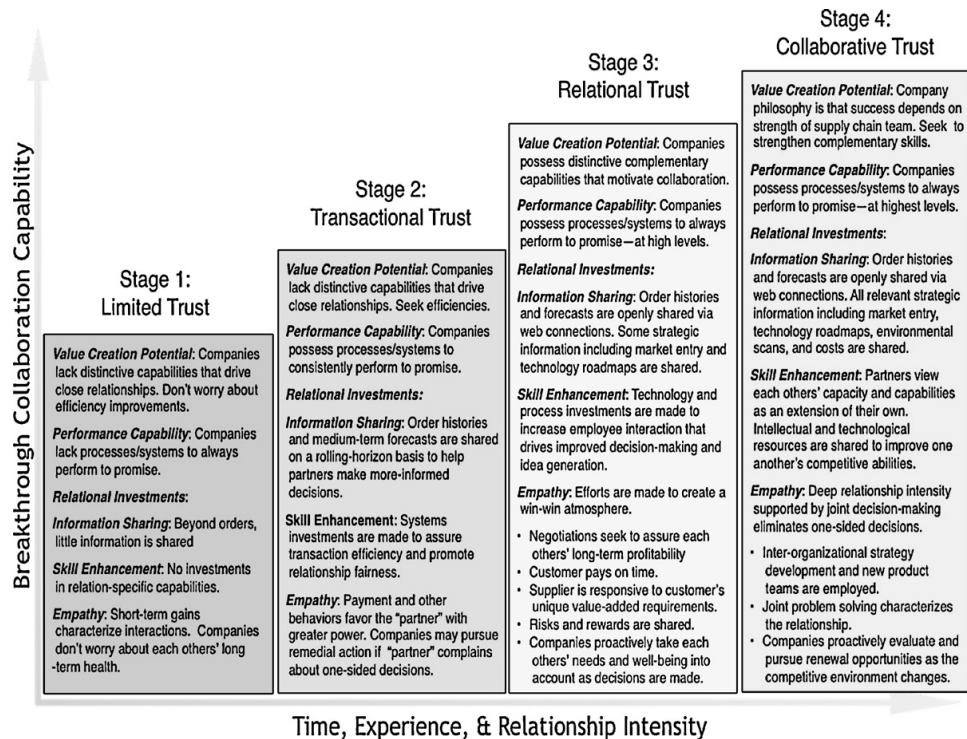 Breakthrough Collaboration Capability
Stage 1:
Limited Trust
Value Creation Potential: Companies
lack distinctive capabilities that drive
close relationships. Don't worry about
efficiency improvements.
Performance Capability: Companies
lack processes/systems to always
perform to promise.
Relational Investments:
Information Sharing: Beyond orders,
little information is shared
Skill Enhancement: No investments
in relation-specific capabilities.
Empathy: Short-term gains
characterize interactions. Companies
don't worry about each others' long
-term health.
Stage 2:
Transactional Trust
Value Creation Potential: Companies
lack distinctive capabilities that drive
close relationships. Seek efficiencies.
Performance Capability: Companies
possess processes/systems to
consistently perform to promise.
Relational Investments:
Information Sharing: Order histories
and medium-term forecasts are shared
on a rolling-horizon basis to help
partners make more-informed
decisions.
Skill Enhancement: Systems
investments are made to assure
transaction efficiency and promote
relationship fairness.
Empathy: Payment and other
behaviors favor the “partner” with
greater power. Companies may pursue
remedial action if “partner” complains
about one-sided decisions.
Stage 3:
Relational Trust
Value Creation Potential: Companies
possess distinctive complementary
capabilities that motivate collaboration.
Performance Capability: Companies
possess processes/systems to always
perform to promise—at high levels.
Relational Investments:
Information Sharing: Order histories
and forecasts are openly shared via
web connections. Some strategic
information including market entry and
technology roadmaps are shared.
Skill Enhancement: Technology and
process investments are made to
increase employee interaction that
drives improved decision-making and
idea generation.
Empathy: Efforts are made to create a
win-win atmosphere.
• Negotiations seek to assure each
others' long-term profitability
• Customer pays on time.
• Supplier is responsive to customer's
unique value-added requirements.
• Risks and rewards are shared.
• Companies proactively take each
others' needs and well-being into
account as decisions are made.
Stage 4:
Collaborative Trust
Value Creation Potential: Company
philosophy is that success depends on
strength of supply chain team. Seek to
strengthen complementary skills.
Performance Capability: Companies
possess processes/systems to always
perform to promise—at highest levels.
Relational Investments:
Information Sharing: Order histories
and forecasts are openly shared via
web connections. All relevant strategic
information including market entry,
technology roadmaps, environmental
scans, and costs are shared.
Skill Enhancement: Partners view
each others' capacity and capabilities
as an extension of their own.
Intellectual and technological
resources are shared to improve one
another's competitive abilities.
Empathy: Deep relationship intensity
supported by joint decision-making
eliminates one-sided decisions.
• Inter-organizational strategy
development and new product
teams are employed.
• Joint problem solving characterizes
the relationship.
• Companies proactively evaluate and
pursue renewal opportunities as the
competitive environment changes.
Time, Experience, & Relationship Intensity